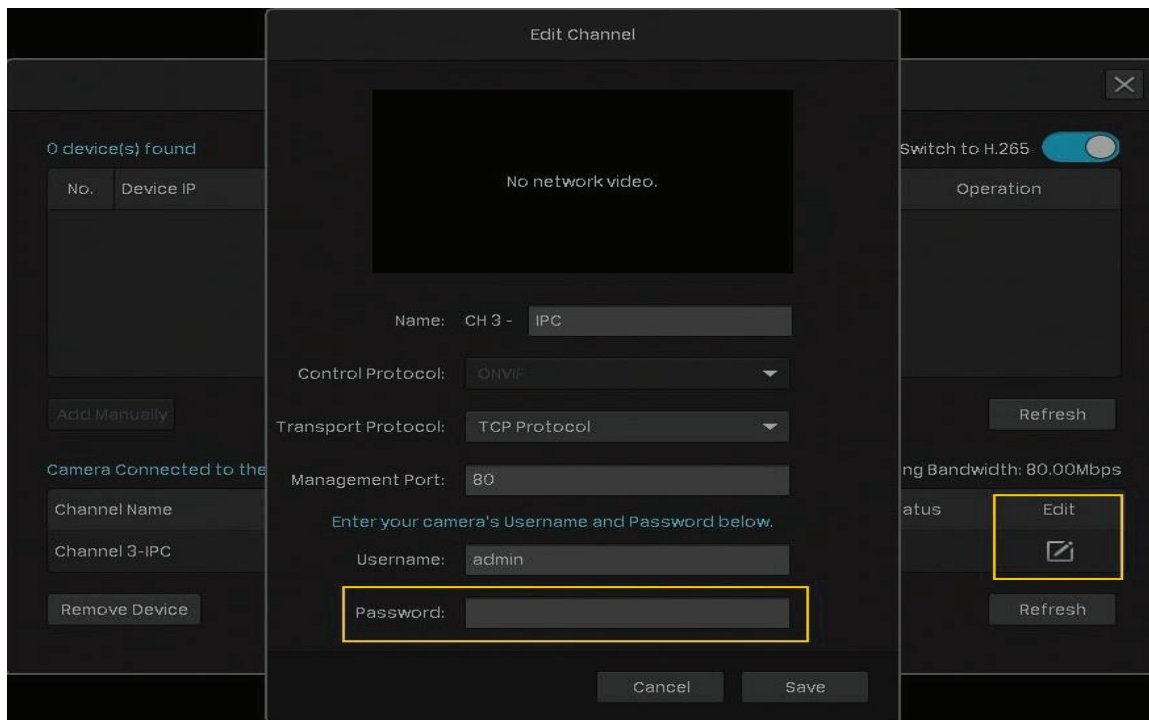 Edit Channel
0 device(s) found
Switch to H.265
No. Device IP
Operation
No network video.
Name: CH 3 - IPC
Control Protocol: ONVIF
Add Manually
Refresh
Transport Protocol: TCP Protocol
Camera Connected to the
ng Bandwidth: 80.00Mbps
Management Port: 80
Channel Name
atus Edit
Enter your camera's Username and Password below.
Channel 3-IPC
Username: admin
Remove Device
Password:
Refresh
Cancel Save